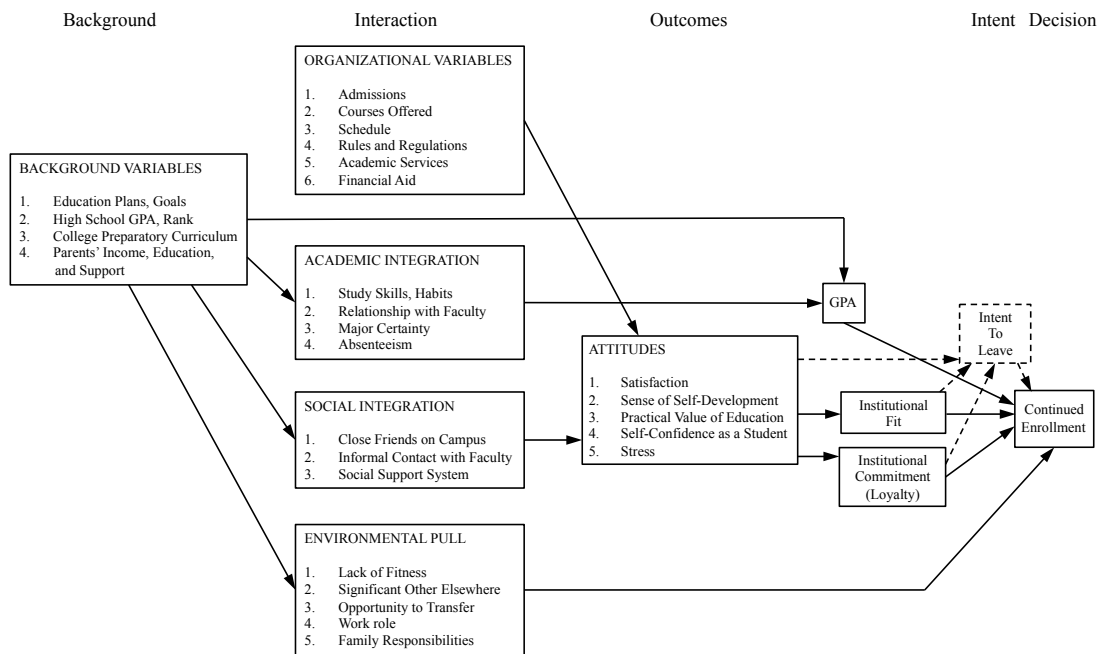 Background
Interaction
Outcomes
Intent
Decision
BACKGROUND VARIABLES
1. Education Plans, Goals
2. High School GPA, Rank
3. College Preparatory Curriculum
4. Parents' Income, Education,
and Support
ORGANIZATIONAL VARIABLES
1. Admissions
2. Courses Offered
3. Schedule
4. Rules and Regulations
5. Academic Services
6. Financial Aid
ACADEMIC INTEGRATION
1. Study Skills, Habits
2. Relationship with Faculty
3. Major Certainty
4. Absenteeism
SOCIAL INTEGRATION
1. Close Friends on Campus
2. Informal Contact with Faculty
3. Social Support System
ENVIRONMENTAL PULL
1. Lack of Fitness
2. Significant Other Elsewhere
3. Opportunity to Transfer
4. Work role
5. Family Responsibilities
ATTITUDES
1. Satisfaction
2. Sense of Self-Development
3. Practical Value of Education
4. Self-Confidence as a Student
5. Stress
GPA
Institutional
Fit
Institutional
Commitment
(Loyalty)
Intent
To
Leave
Continued
Enrollment